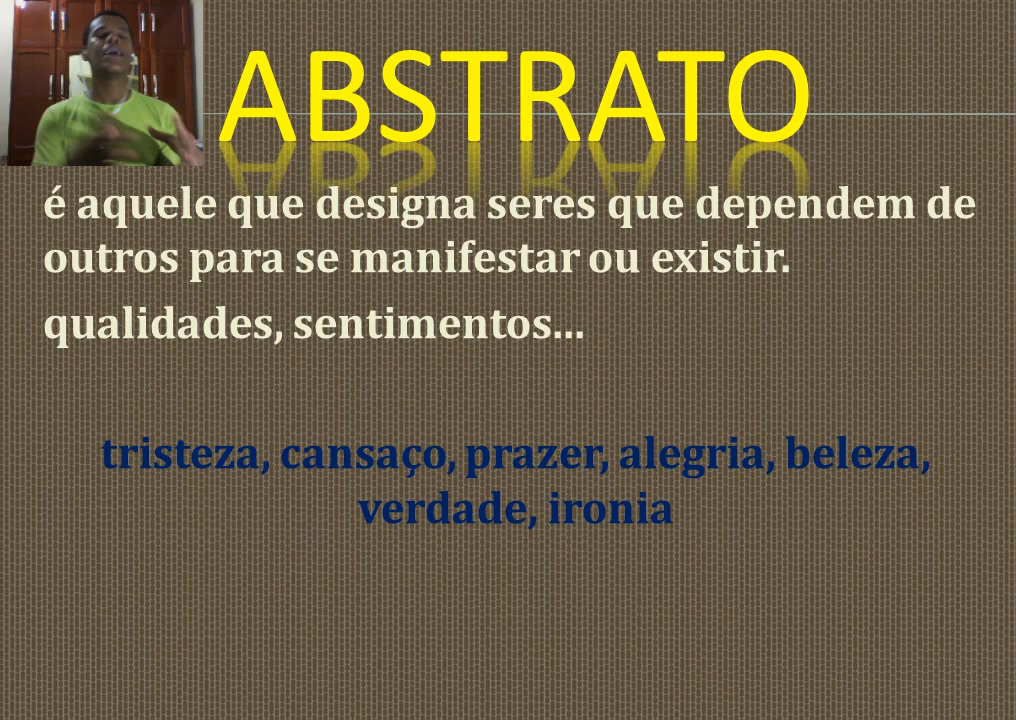 ABSTRATO
é aquele que designa seres que dependem de
outros para se manifestar ou existir.
qualidades, sentimentos...
tristeza, cansaço, prazer, alegria, beleza,
verdade, ironia